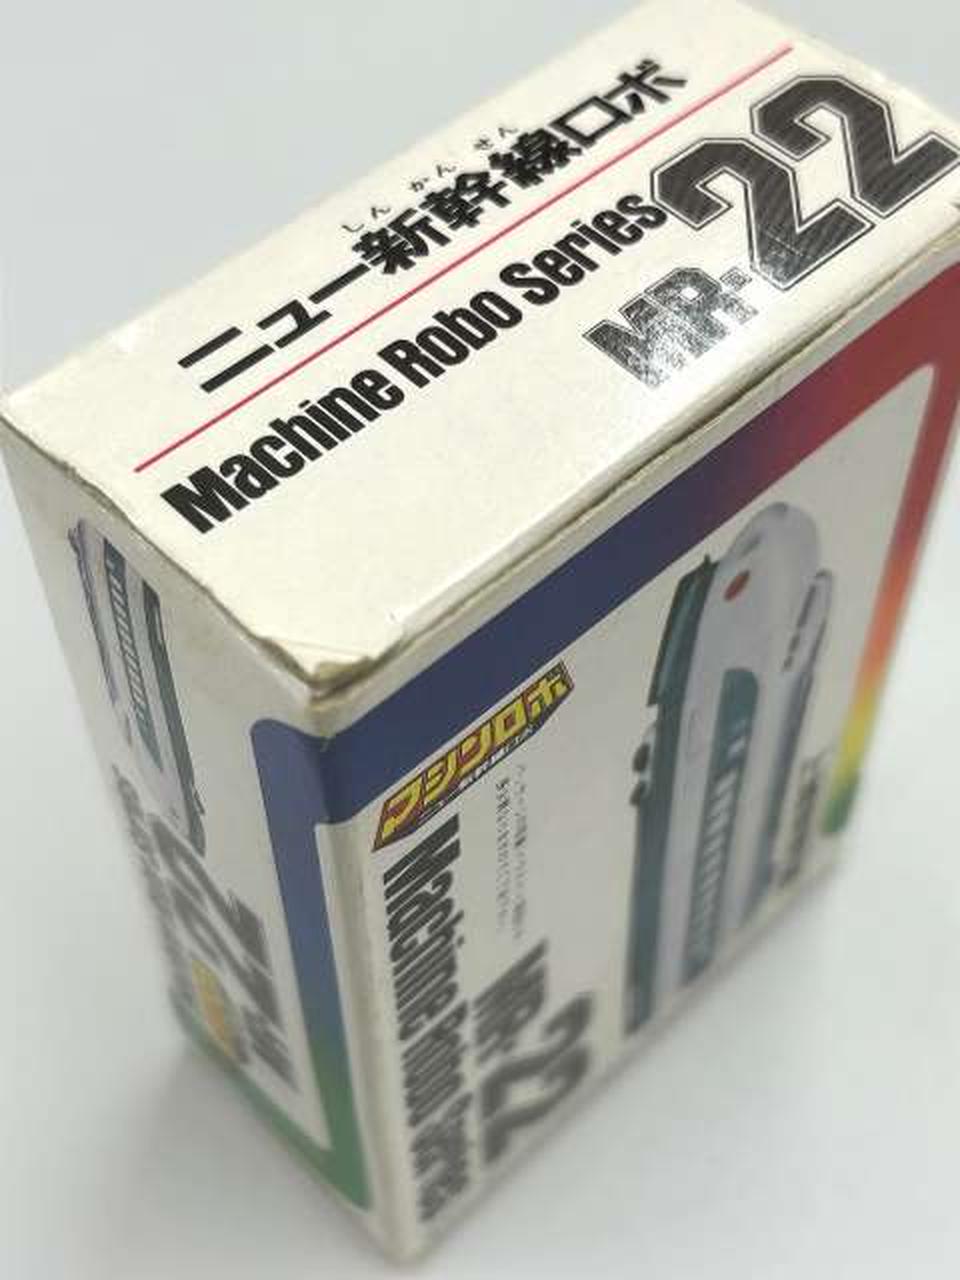 しんかんせん
ニュー新幹線ロボ
Machine Robo Series
MR-22
マシンロボ
Machine Robo Series
MR-22